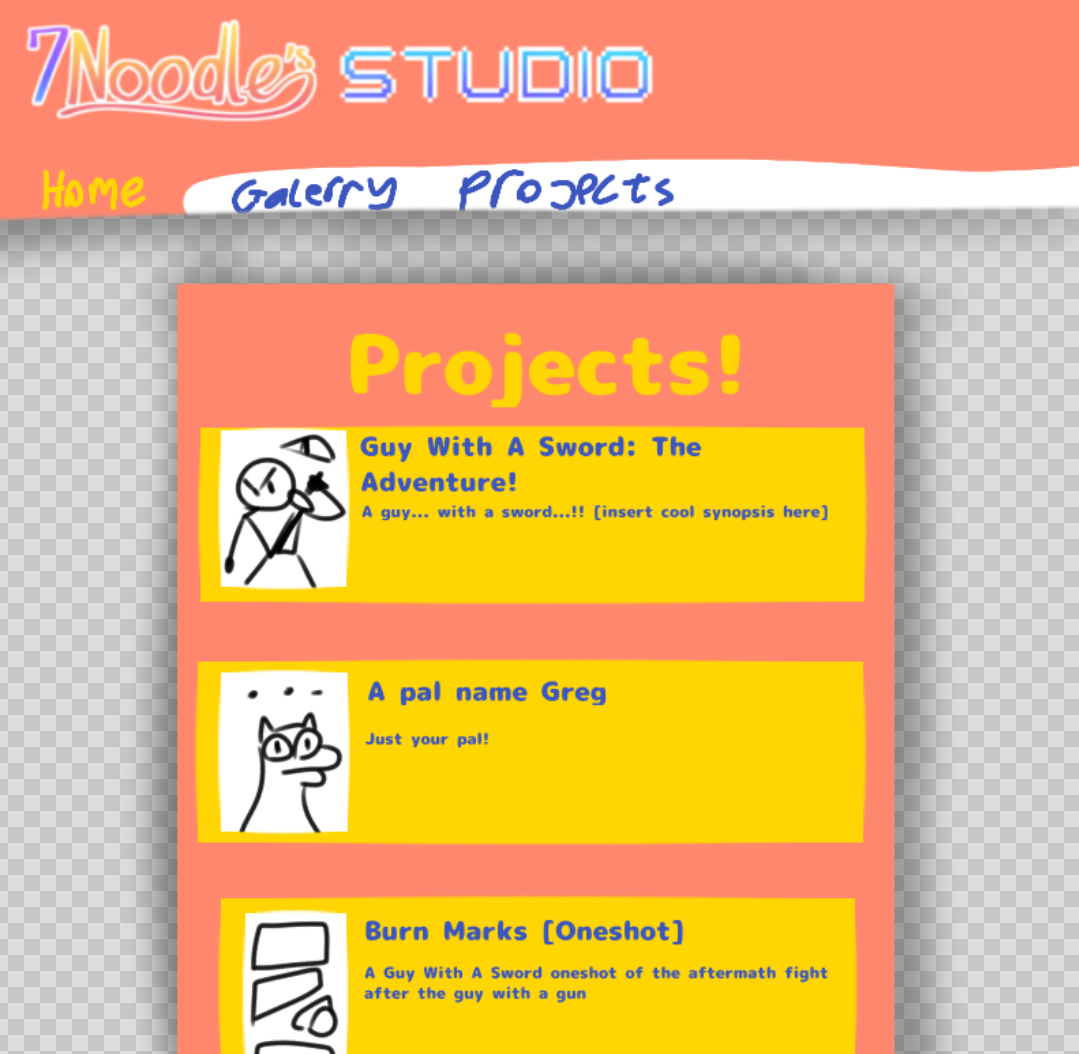 7Noodle's STUDIO
Home Galerry Projects
Projects!
Guy With A Sword: The
Adventure!
A guy... with a sword...!! [insert cool synopsis here]
A pal name Greg
Just your pal!
Burn Marks [Oneshot]
A Guy With A Sword oneshot of the aftermath fight
after the guy with a gun